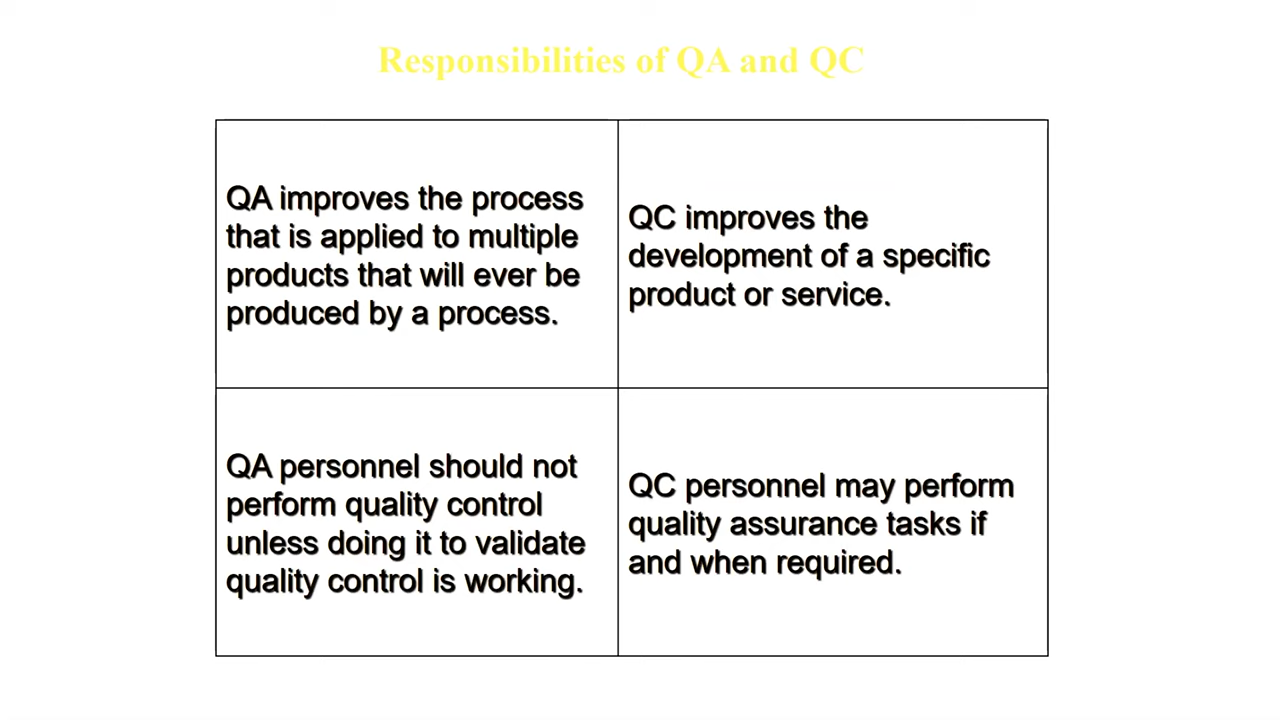 Responsibilities of QA and QC
QA improves the process
that is applied to multiple
products that will ever be
produced by a process.
QC improves the
development of a specific
product or service.
QA personnel should not
perform quality control
unless doing it to validate
quality control is working.
QC personnel may perform
quality assurance tasks if
and when required.